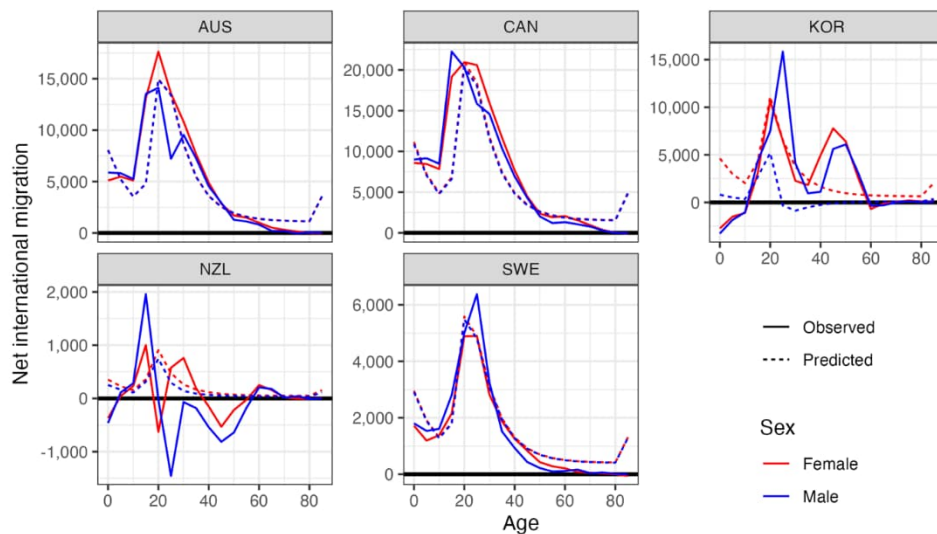 AUS
CAN
KOR
15,000
10,000
5,000
0
20,000
15,000
10,000
5,000
0
15,000
10,000
5,000
0
0 20 40 60 80
NZL
SWE
2,000
1,000
0
-1,000
0 20 40 60 80
6,000
4,000
2,000
0
0 20 40 60 80
Net international migration
Age
Observed
Predicted
Sex
Female
Male